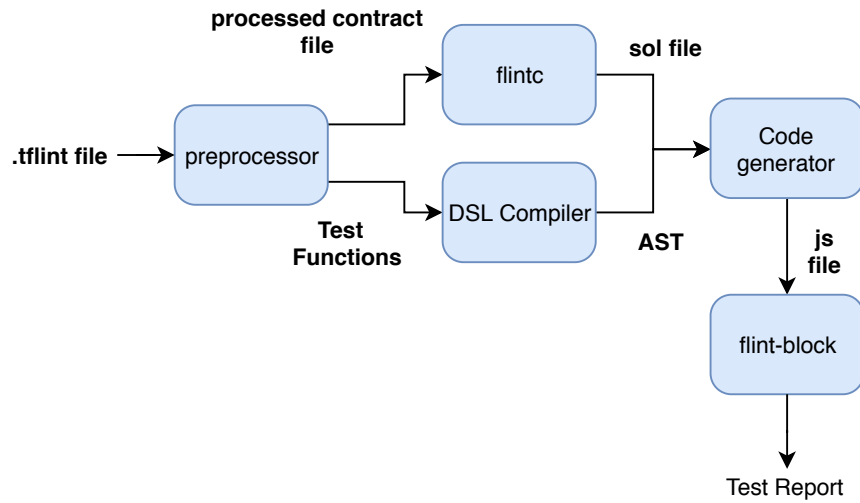 processed contract
file
flintc
sol file
.tflint file
preprocessor
Code
generator
Test
Functions
DSL Compiler
AST
js
file
flint-block
Test Report